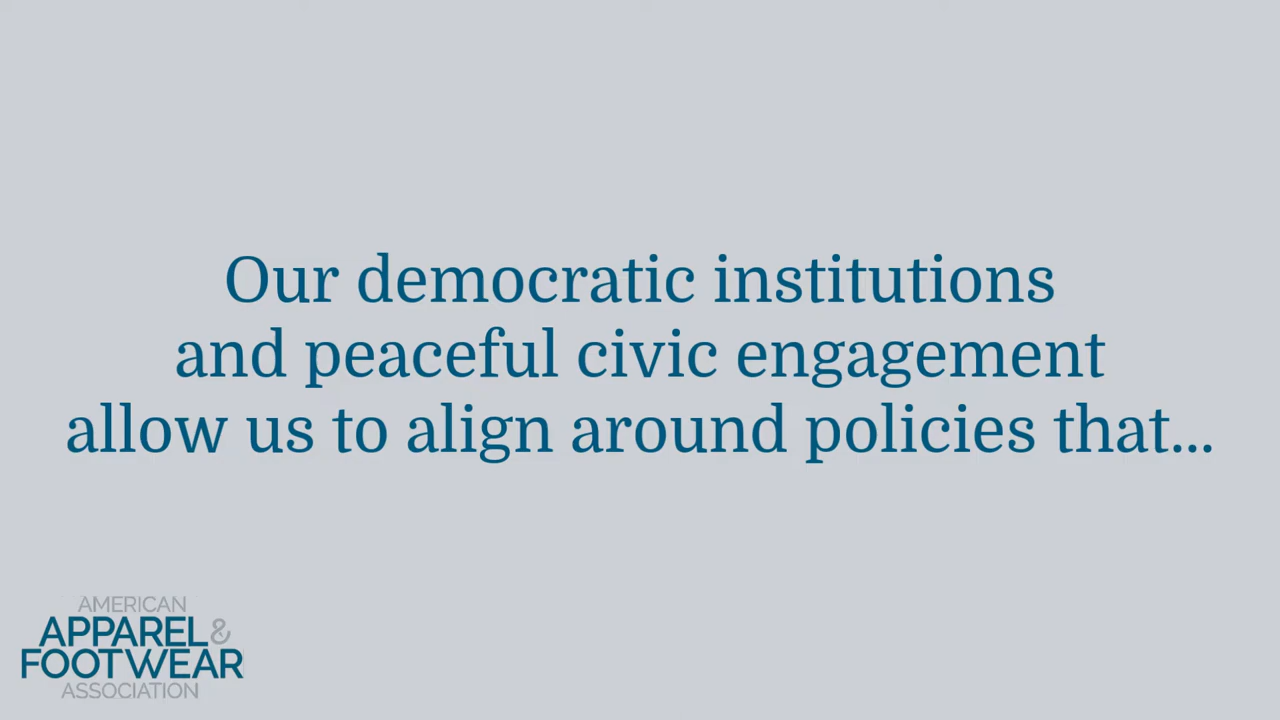 Our democratic institutions
and peaceful civic engagement
allow us to align around policies that...
AMERICAN
APPAREL &
FOOTWEAR
ASSOCIATION